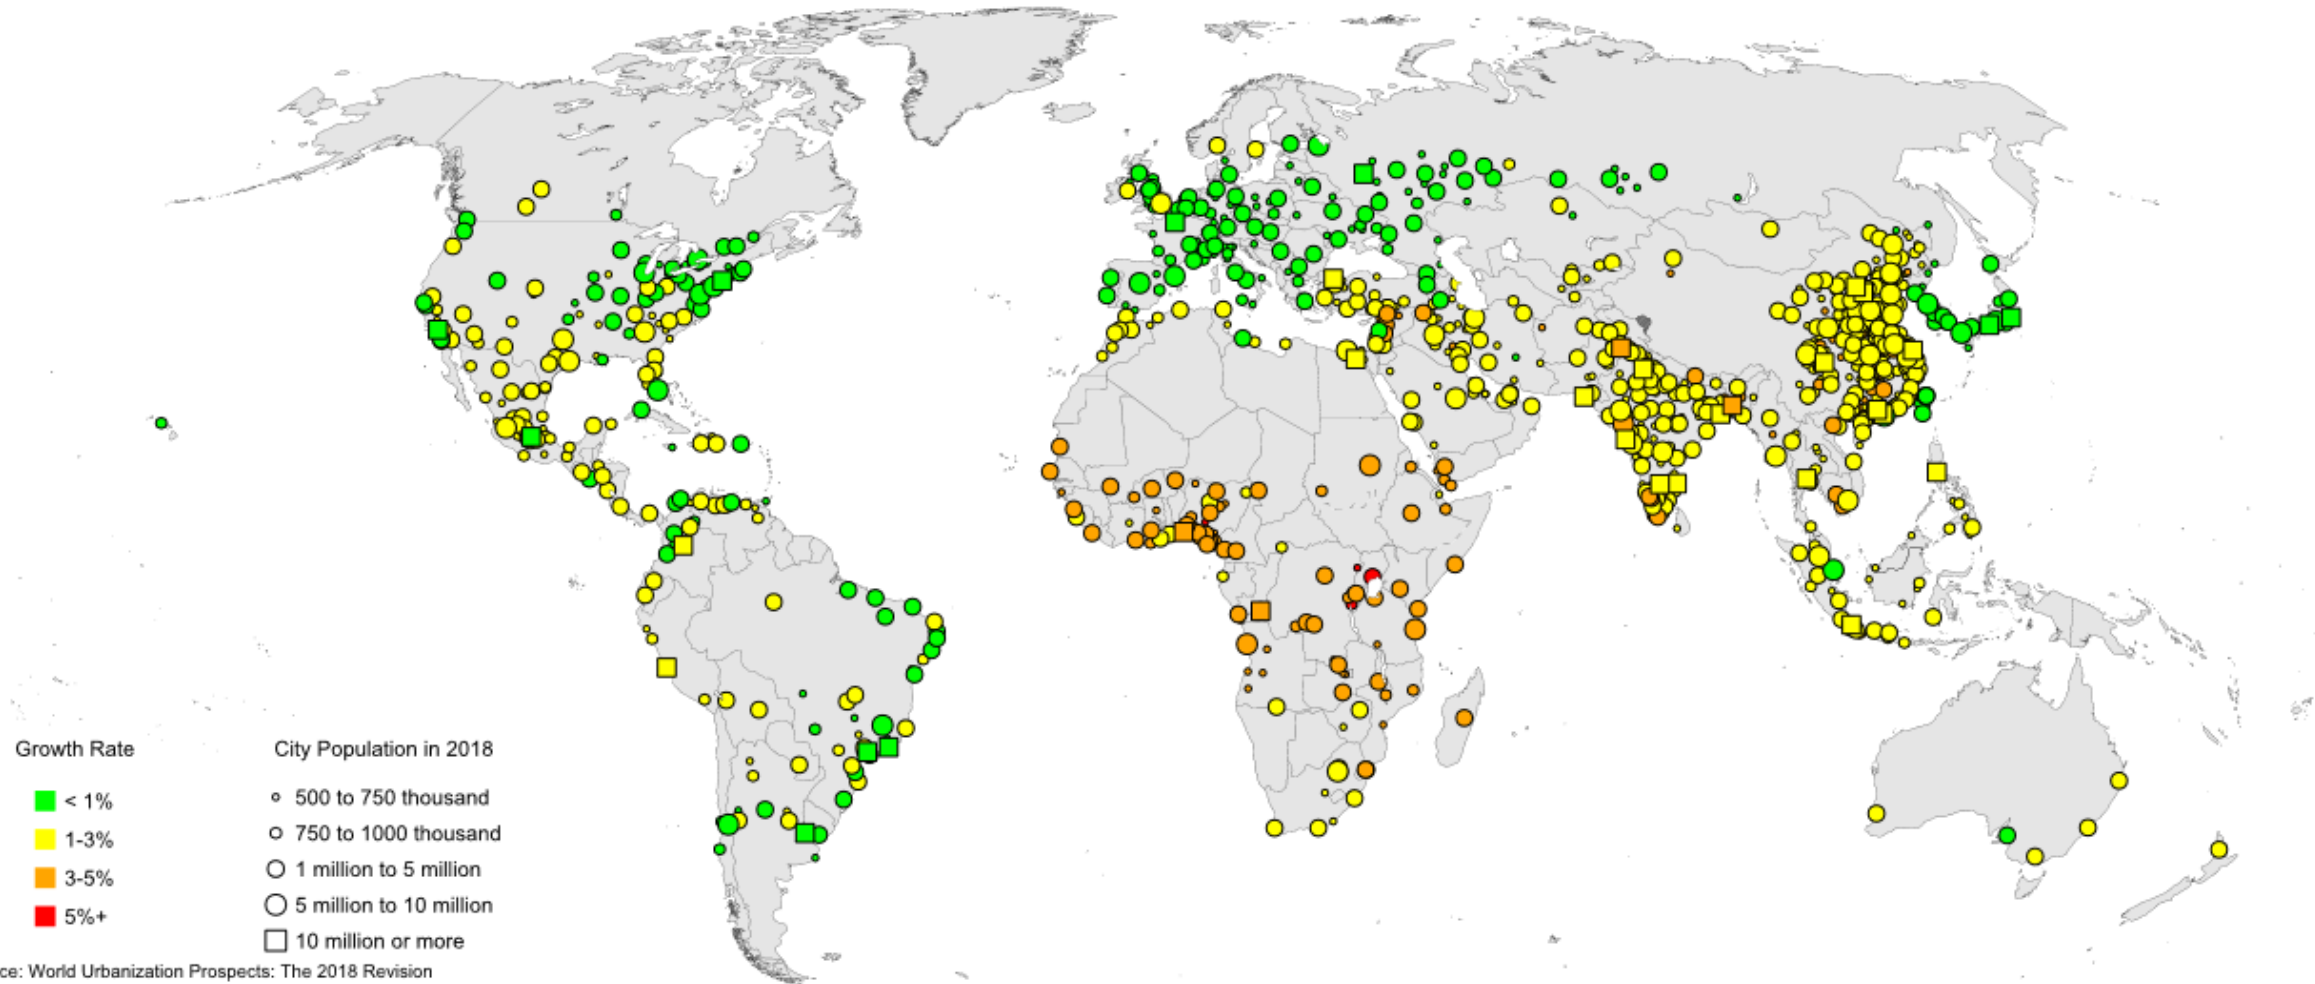 Growth Rate
< 1%
1-3%
3-5%
5%+
City Population in 2018
500 to 750 thousand
750 to 1000 thousand
1 million to 5 million
5 million to 10 million
10 million or more
ce: World Urbanization Prospects: The 2018 Revision